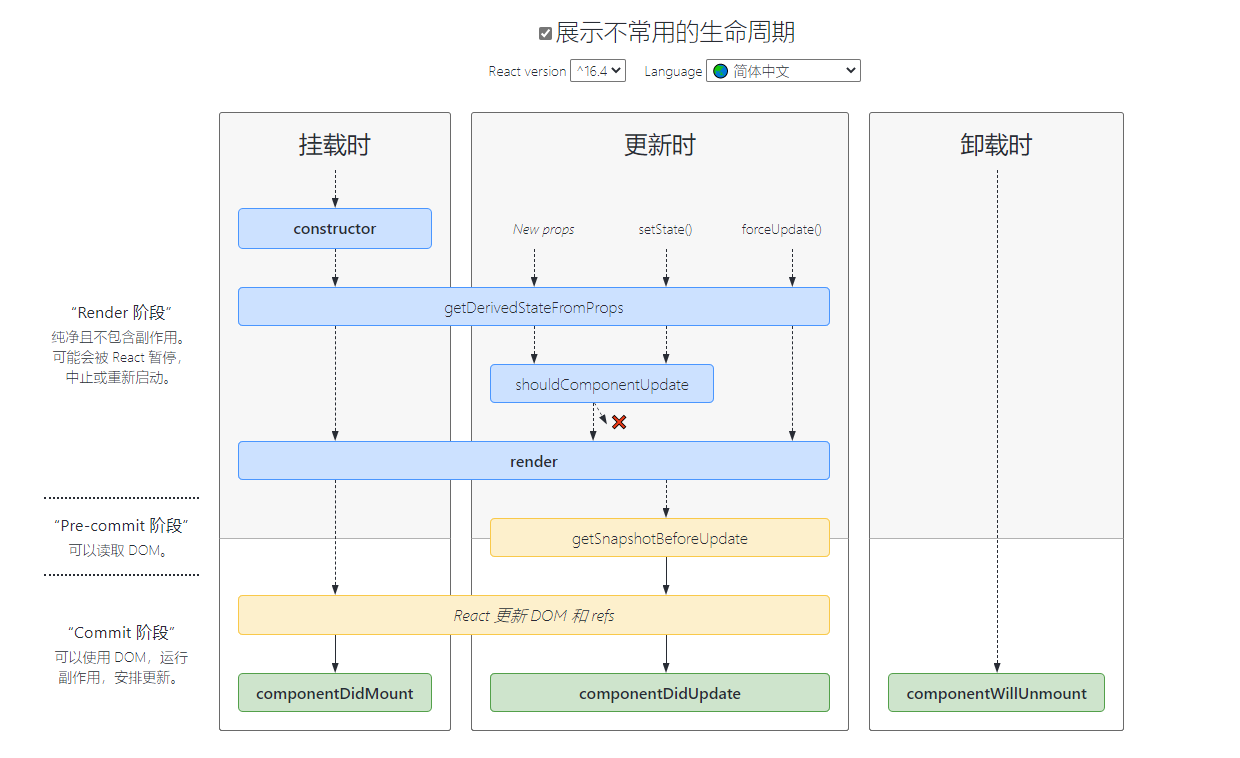 展示不常用的生命周期
React version ^16.4 Language 简体中文
挂载时
更新时
卸载时
constructor
New props
setState()
forceUpdate()
“Render 阶段”
纯净且不包含副作用。
可能会被 React 暂停，
中止或重新启动。
getDerivedStateFromProps
shouldComponentUpdate
render
“Pre-commit 阶段”
可以读取 DOM。
getSnapshotBeforeUpdate
React 更新 DOM 和 refs
“Commit 阶段”
可以使用 DOM，运行
副作用，安排更新。
componentDidMount
componentDidUpdate
componentWillUnmount